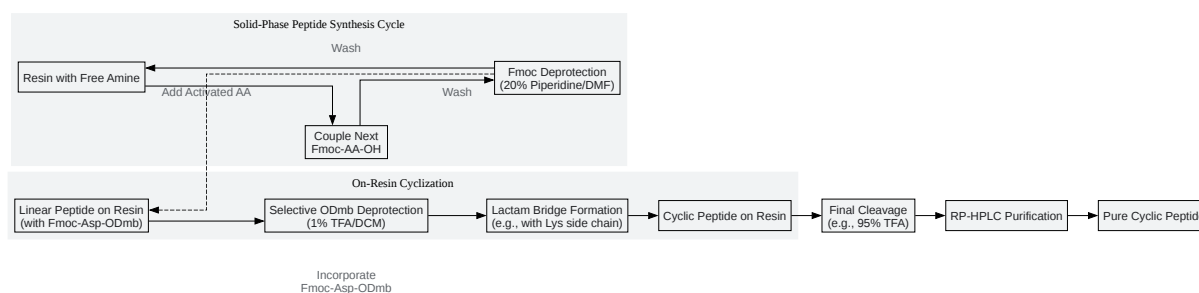 Solid-Phase Peptide Synthesis Cycle
Wash
Resin with Free Amine
Fmoc Deprotection
(20% Piperidine/DMF)
Add Activated AA
Wash
Couple Next
Fmoc-AA-OH
On-Resin Cyclization
Linear Peptide on Resin
(with Fmoc-Asp-ODmb)
Selective ODmb Deprotection
(1% TFA/DCM)
Lactam Bridge Formation
(e.g., with Lys side chain)
Cyclic Peptide on Resin
Final Cleavage
(e.g., 95% TFA)
RP-HPLC Purification
Pure Cyclic Peptide
Incorporate
Fmoc-Asp-ODmb